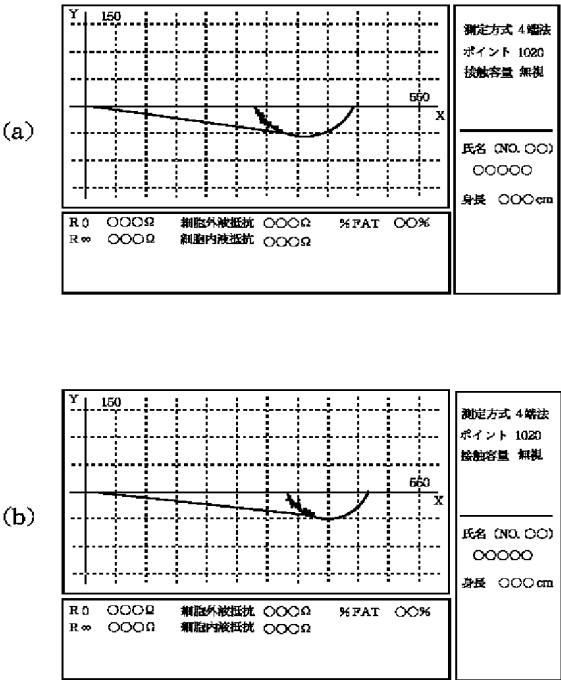 (a)
Y 150
550
X
測定方式 4端法
ポイント 1020
接触容量 無視
氏名 (NO. ○○)
○○○○○
身長 ○○○cm
R0 ○○○Ω 細胞外液抵抗 ○○○Ω %FAT ○○%
R∞ ○○○Ω 細胞内液抵抗 ○○○Ω
(b)
Y 150
X
測定方式 4端法
ポイント 1020
接触容量 無視
氏名 (NO. ○○)
○○○○○
身長 ○○○cm
R0 ○○○Ω 細胞外液抵抗 ○○○Ω %FAT ○○%
R∞ ○○○Ω 細胞内液抵抗 ○○○Ω